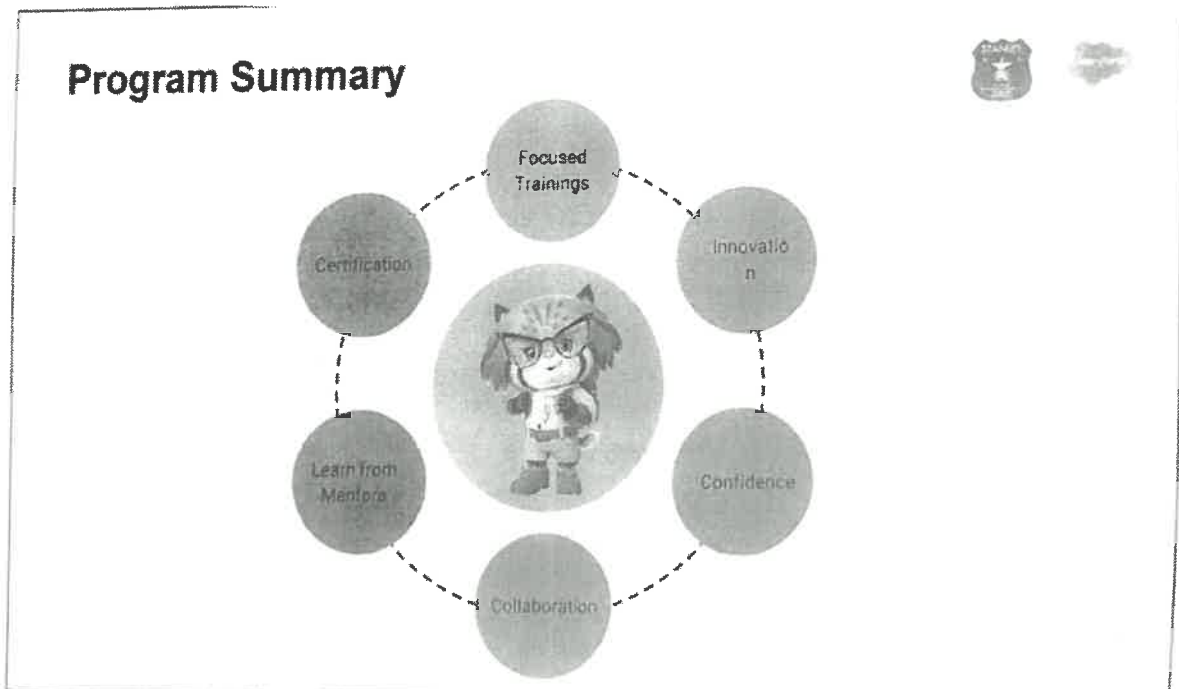 Program Summary
Focused
Trainings
Innovatio
n
Confidence
Collaboration
Learn from
Mentors
Certification